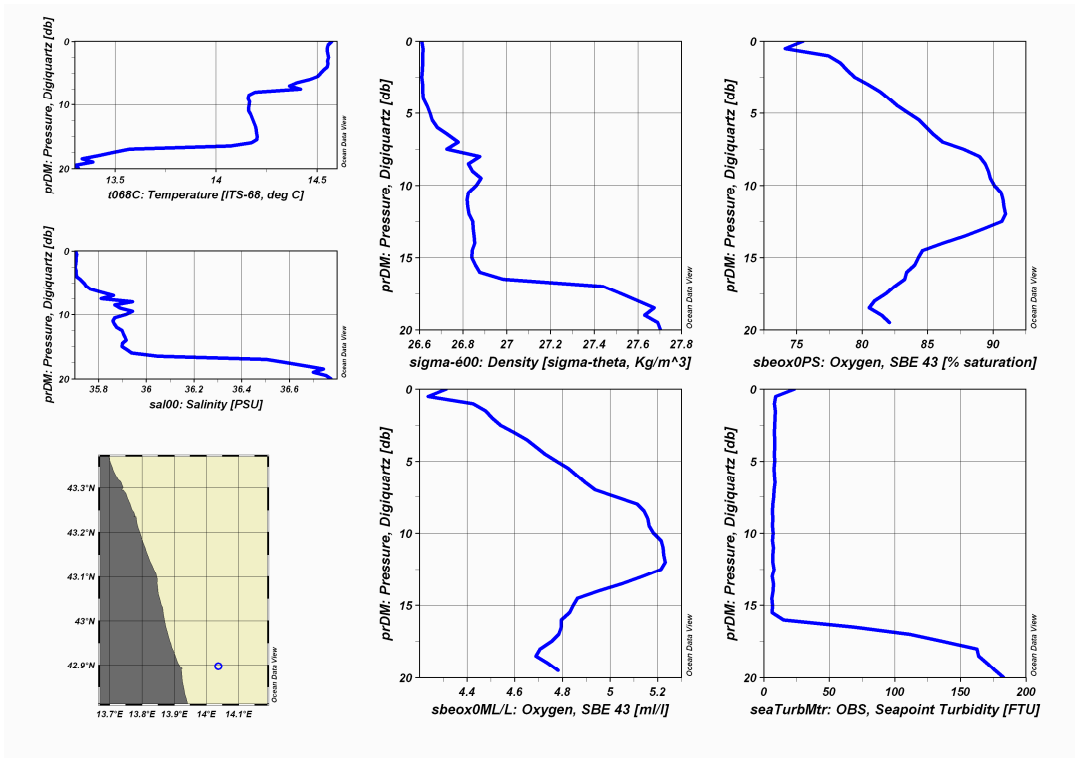 prDM: Pressure, Digiquartz [db]
0
10
20
13.5
14
14.5
t068C: Temperature [ITS-68, deg C]
Ocean Data View
prDM: Pressure, Digiquartz [db]
0
5
10
15
20
26.6
26.8
27
27.2
27.4
27.6
27.8
sigma-é00: Density [sigma-theta, Kg/m^3]
Ocean Data View
prDM: Pressure, Digiquartz [db]
0
5
10
15
20
75
80
85
90
sbeox0PS: Oxygen, SBE 43 [% saturation]
Ocean Data View
prDM: Pressure, Digiquartz [db]
0
10
20
35.8
36
36.2
36.4
36.6
sal00: Salinity [PSU]
Ocean Data View
43.3°N
43.2°N
43.1°N
43°N
42.9°N
13.7°E
13.8°E
13.9°E
14°E
14.1°E
Ocean Data View
prDM: Pressure, Digiquartz [db]
0
5
10
15
20
4.4
4.6
4.8
5
5.2
sbeox0ML/L: Oxygen, SBE 43 [ml/l]
Ocean Data View
prDM: Pressure, Digiquartz [db]
0
5
10
15
20
0
50
100
150
200
seaTurbMtr: OBS, Seapoint Turbidity [FTU]
Ocean Data View